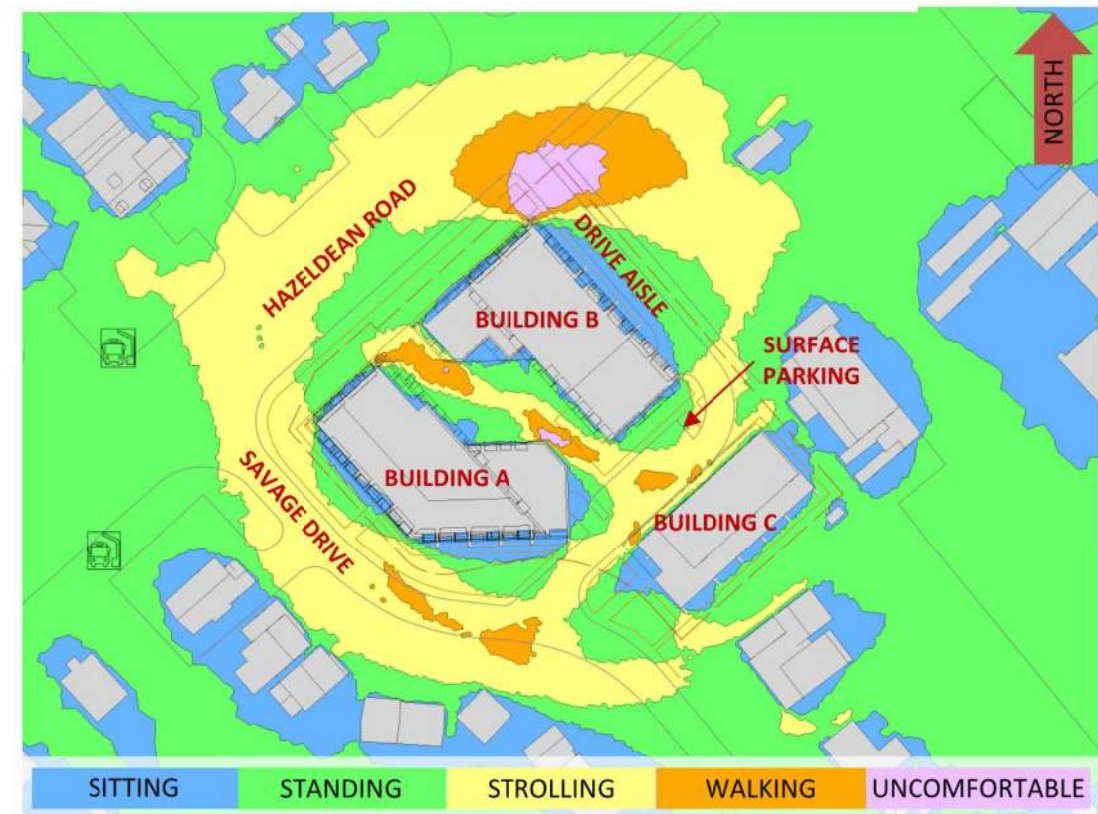 NORTH
HAZELDEAN ROAD
DRIVE AISLE
BUILDING B
SURFACE
PARKING
BUILDING A
SAVAGE DRIVE
BUILDING C
SITTING
STANDING
STROLLING
WALKING
UNCOMFORTABLE